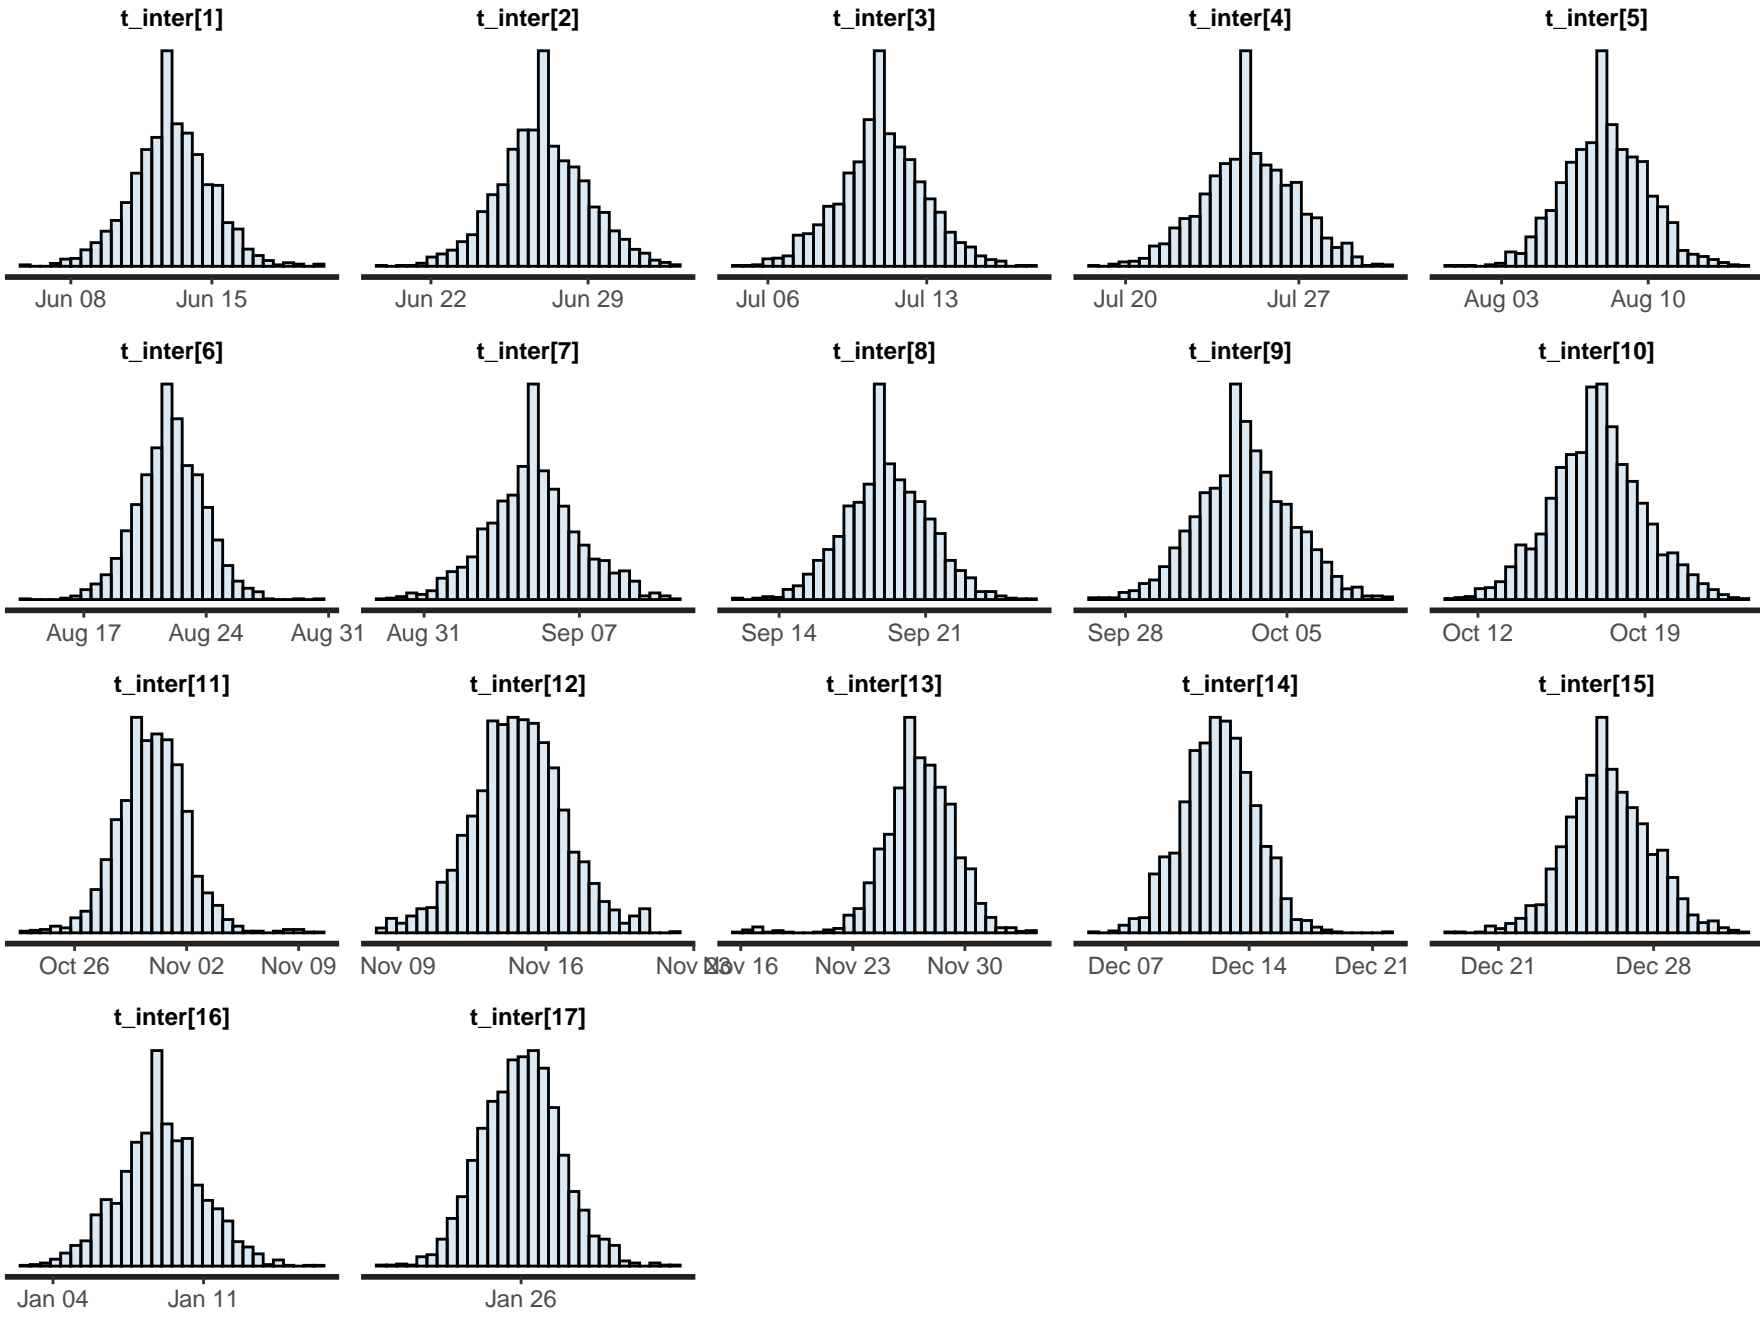 t_inter[1] t_inter[2] t_inter[3] t_inter[4] t_inter[5]
Jun 08 Jun 15 Jun 22 Jun 29 Jul 06 Jul 13 Jul 20 Jul 27 Aug 03 Aug 10
t_inter[6] t_inter[7] t_inter[8] t_inter[9] t_inter[10]
Aug 17 Aug 24 Aug 31 Aug 31 Sep 07 Sep 14 Sep 21 Sep 28 Oct 05 Oct 12 Oct 19
t_inter[11] t_inter[12] t_inter[13] t_inter[14] t_inter[15]
Oct 26 Nov 02 Nov 09 Nov 09 Nov 16 Nov 23 Nov 16 Nov 23 Nov 30 Dec 07 Dec 14 Dec 21 Dec 21 Dec 28
t_inter[16] t_inter[17]
Jan 04 Jan 11 Jan 26